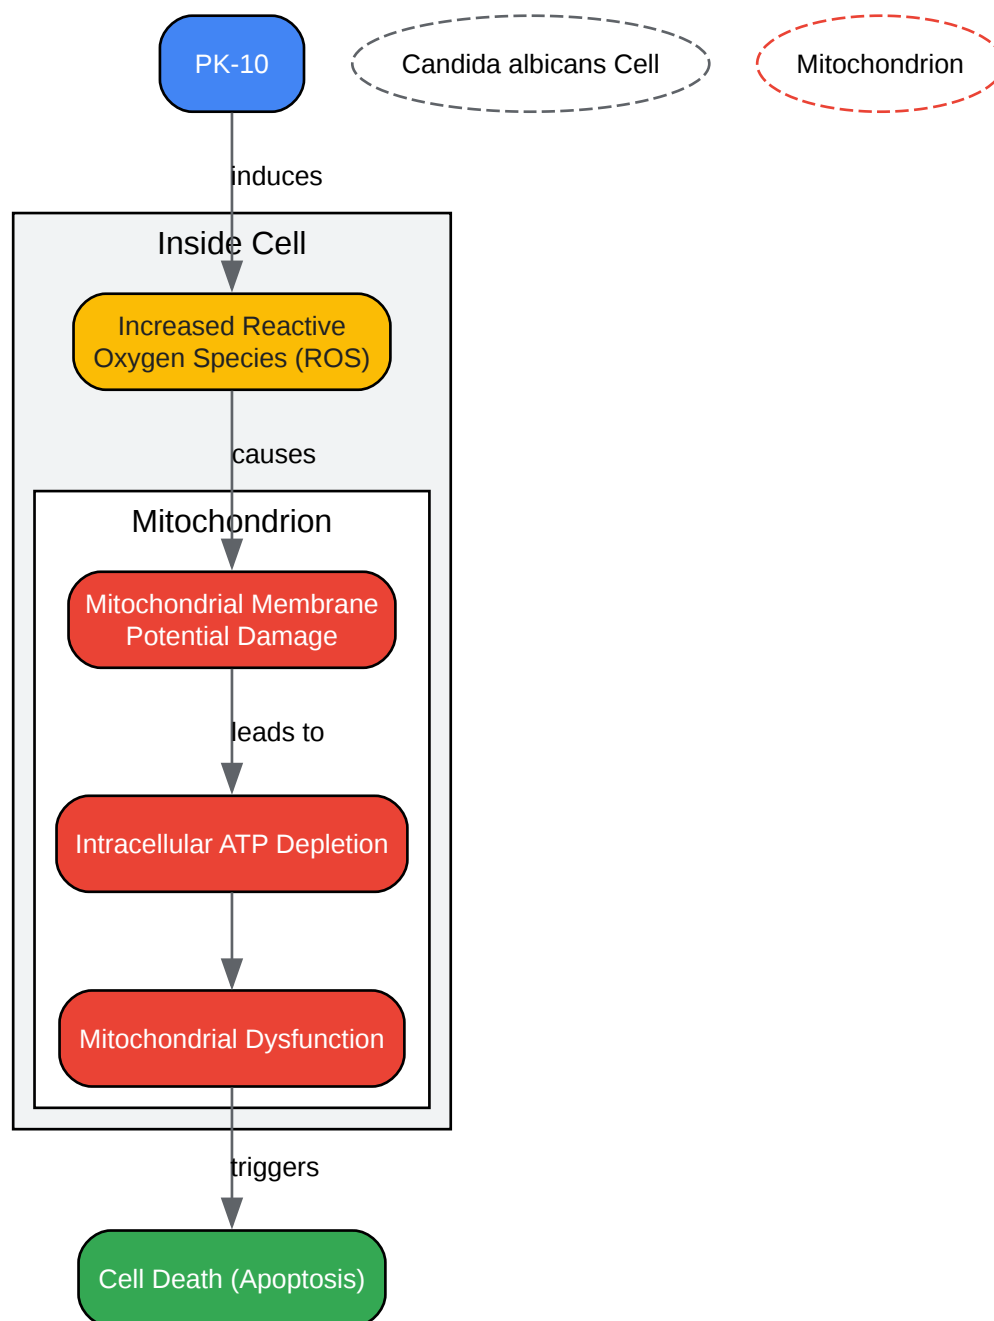 PK-10
Candida albicans Cell
Mitochondrion
induces
Inside Cell
Increased Reactive
Oxygen Species (ROS)
causes
Mitochondrion
Mitochondrial Membrane
Potential Damage
leads to
Intracellular ATP Depletion
Mitochondrial Dysfunction
triggers
Cell Death (Apoptosis)